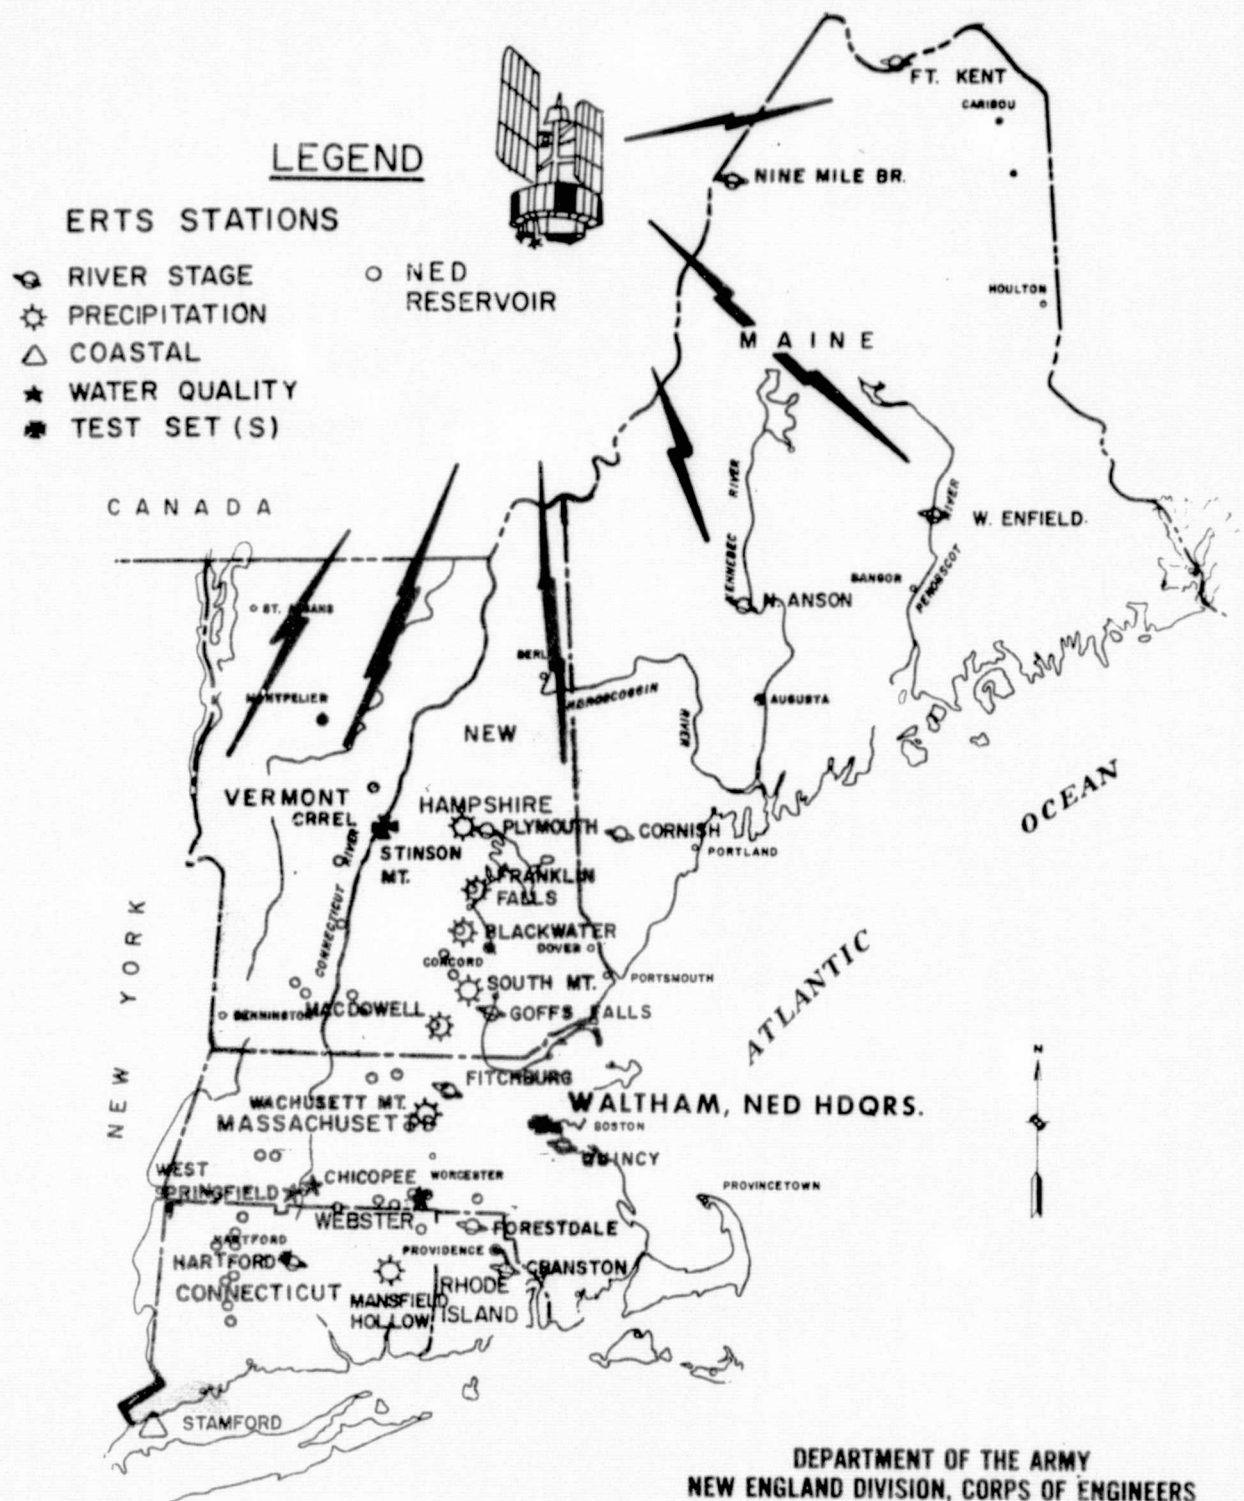 FT. KENT
CARIBOU
LEGEND
NINE MILE BR.
ERTS STATIONS
RIVER STAGE
NED
RESERVOIR
PRECIPITATION
COASTAL
WATER QUALITY
TEST SET (S)
HOULTON
MAINE
CANADA
KENNEBEC RIVER
RIVER
PENOBSCOT
W. ENFIELD
BANGOR
N. ANSON
ST. ALBANS
MONTPELIER
AUGUSTA
RIVER
NEW
HAMPSHIRE
VERMONT
CRREL
PLYMOUTH
CORNISH
STINSON
MT.
PORTLAND
OCEAN
FRANKLIN
FALLS
CONNECTICUT RIVER
BLACKWATER
DOVER
CONCORD
SOUTH MT.
PORTSMOUTH
ATLANTIC
NEW YORK
BENNINGTON
MACDOWELL
GOFFS FALLS
N
FITCHBURG
WACHUSETT MT.
WALTHAM, NED HDQRS.
BOSTON
QUINCY
WEST
SPRINGFIELD
CHICOPEE
WORCESTER
PROVINCETOWN
WEBSTER
FORESTDALE
HARTFORD
HARTFORD
PROVIDENCE
CRANSTON
CONNECTICUT
RHODE
ISLAND
MANSFIELD
HOLLOW
STAMFORD
DEPARTMENT OF THE ARMY
NEW ENGLAND DIVISION, CORPS OF ENGINEERS